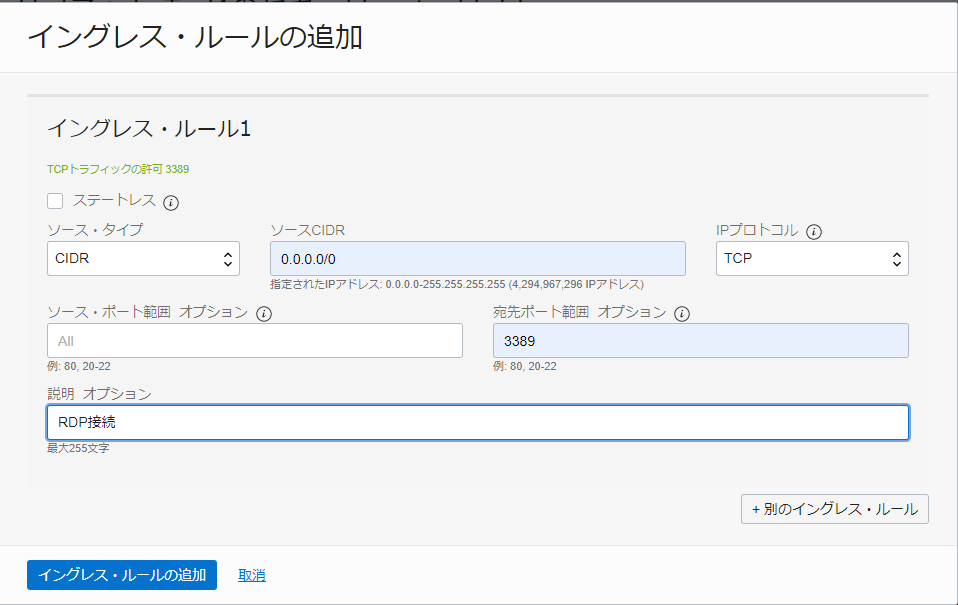 イングレス・ルールの追加
イングレス・ルール1
TCPトラフィックの許可 3389
ステートレス i
ソース・タイプ ソースCIDR IPプロトコル i
CIDR 0.0.0.0/0 TCP
指定されたIPアドレス: 0.0.0.0-255.255.255.255 (4,294,967,296 IPアドレス)
ソース・ポート範囲 オプション i 宛先ポート範囲 オプション i
All 3389
例: 80, 20-22 例: 80, 20-22
説明 オプション
RDP接続
最大255文字
+ 別のイングレス・ルール
イングレス・ルールの追加 取消